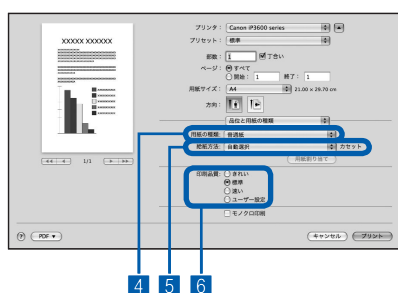 プリンタ: Canon iP3600 series
プリセット: 標準
部数: 1 丁合い
ページ: すべて
開始: 1 終了: 1
用紙サイズ: A4 21.00 x 29.70 cm
方向:
品位と用紙の種類
用紙の種類: 普通紙
給紙方法: 自動選択 カセット
用紙割り当て
印刷品質: きれい
標準
速い
ユーザー設定
モノクロ印刷
XXXXX XXXXXX
1/1
? PDF ▼ キャンセル プリント
4 5 6